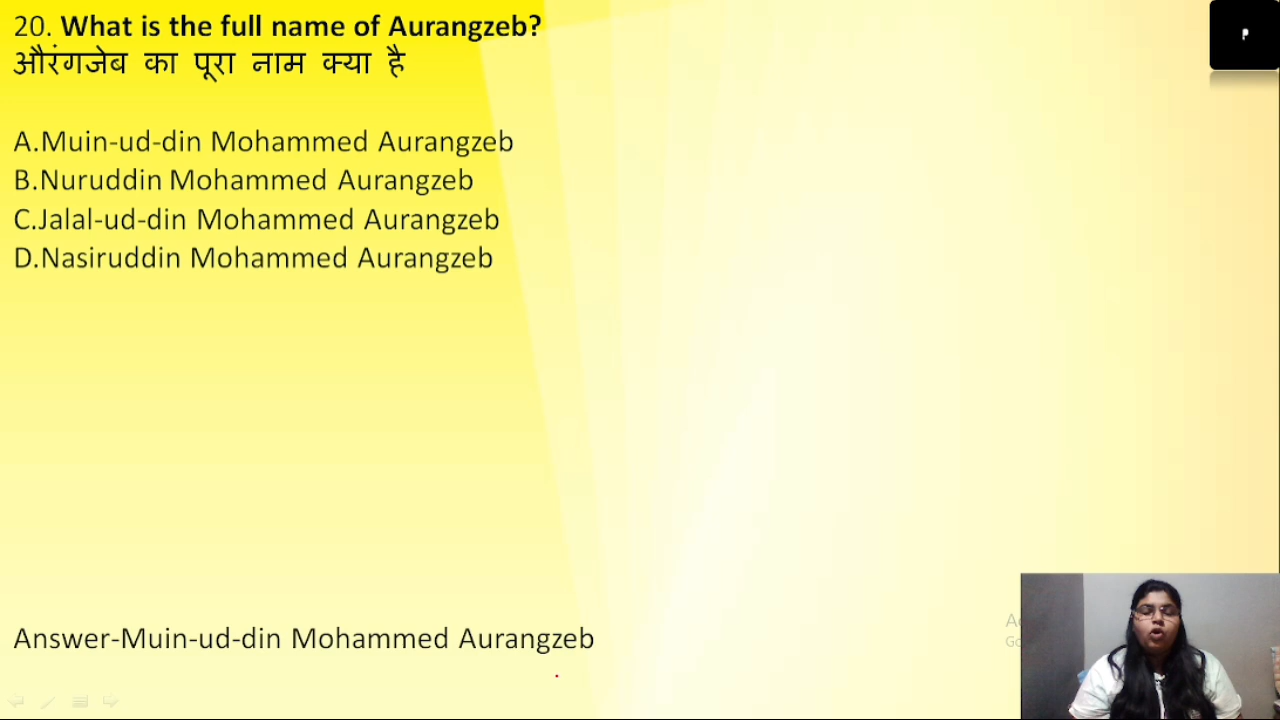 20. What is the full name of Aurangzeb?
औरंगजेब का पूरा नाम क्या है
A.Muin-ud-din Mohammed Aurangzeb
B.Nuruddin Mohammed Aurangzeb
C.Jalal-ud-din Mohammed Aurangzeb
D.Nasiruddin Mohammed Aurangzeb
Answer-Muin-ud-din Mohammed Aurangzeb